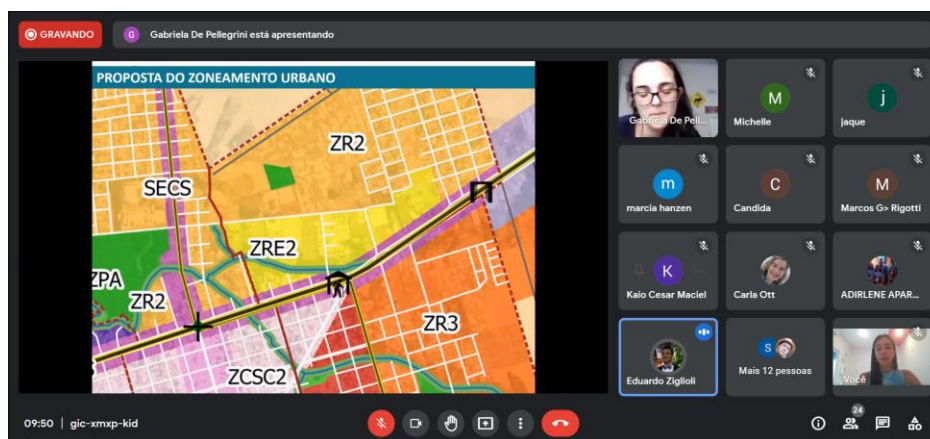 GRAVANDO
G Gabriela De Pellegrini está apresentando
PROPOSTA DO ZONEAMENTO URBANO
ZR2
SECS
ZRE2
ZPA
ZR2
ZR3
ZCSC2
Gabriela De Pell...
M
Michelle
j
jaque
m
marcia hanzen
C
Candida
M
Marcos G> Rigotti
K
Kaio Cesar Maciel
Carla Ott
ADIRLENE APAR...
Eduardo Ziglioli
S
Mais 12 pessoas
Você
09:50 | gic-xmxp-kid
24